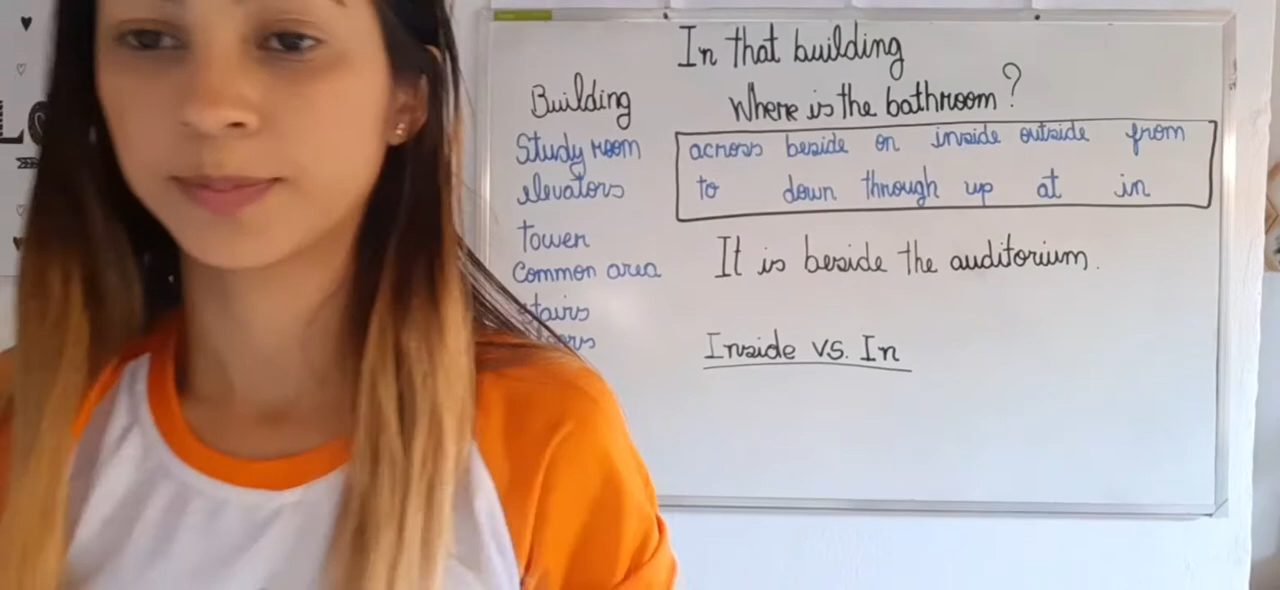 In that building
Where is the bathroom?
across beside on inside outside from
to down through up at in
It is beside the auditorium.
Inside vs. In
Building
Study room
elevators
tower
Common area
stairs